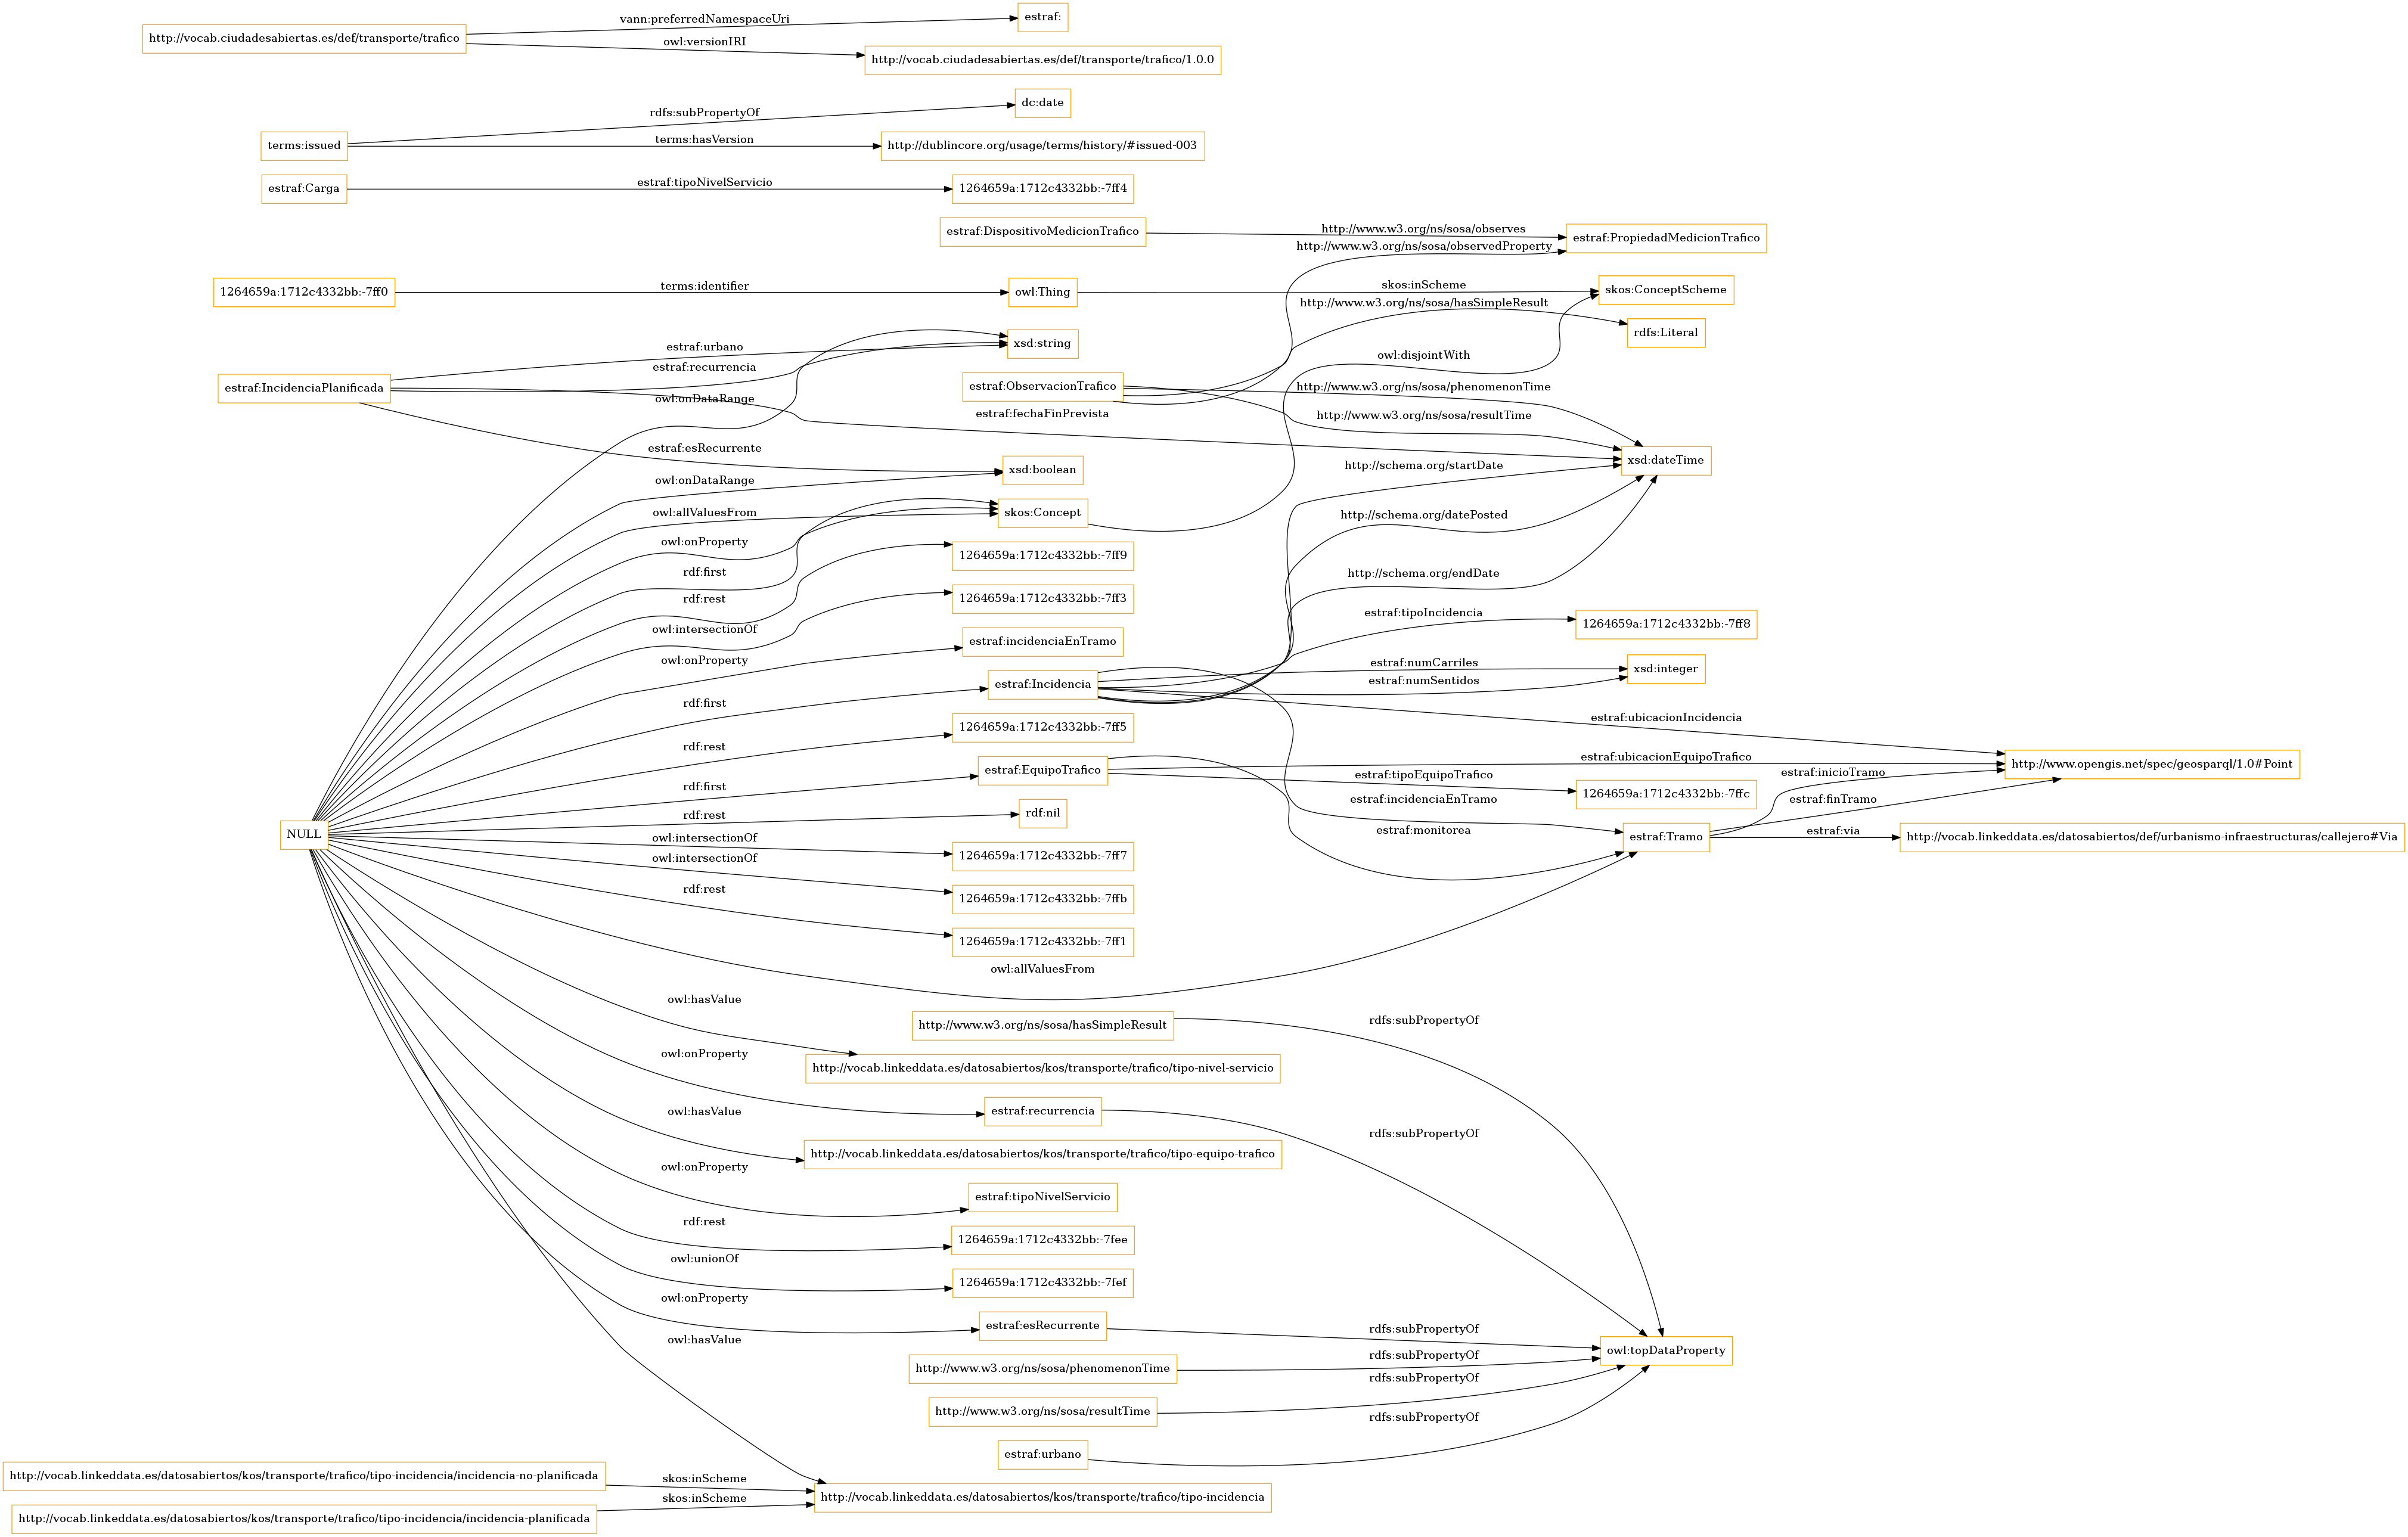 vann:preferredNamespaceUri
estraf:
http://vocab.ciudadesabiertas.es/def/transporte/trafico
owl:versionIRI
http://vocab.ciudadesabiertas.es/def/transporte/trafico/1.0.0
dc:date
rdfs:subPropertyOf
terms:issued
terms:hasVersion
http://dublincore.org/usage/terms/history/#issued-003
estraf:Carga
estraf:tipoNivelServicio
1264659a:1712c4332bb:-7ff4
estraf:DispositivoMedicionTrafico
http://www.w3.org/ns/sosa/observes
estraf:PropiedadMedicionTrafico
http://www.w3.org/ns/sosa/observedProperty
1264659a:1712c4332bb:-7ff0
terms:identifier
owl:Thing
skos:inScheme
skos:ConceptScheme
http://www.w3.org/ns/sosa/hasSimpleResult
rdfs:Literal
xsd:string
estraf:urbano
owl:disjointWith
estraf:recurrencia
estraf:IncidenciaPlanificada
estraf:ObservacionTrafico
http://www.w3.org/ns/sosa/phenomenonTime
owl:onDataRange
estraf:fechaFinPrevista
http://www.w3.org/ns/sosa/resultTime
estraf:esRecurrente
xsd:dateTime
http://schema.org/startDate
xsd:boolean
owl:onDataRange
owl:allValuesFrom
skos:Concept
http://schema.org/datePosted
owl:onProperty
1264659a:1712c4332bb:-7ff9
rdf:first
http://schema.org/endDate
rdf:rest
1264659a:1712c4332bb:-7ff3
estraf:tipoIncidencia
1264659a:1712c4332bb:-7ff8
owl:intersectionOf
estraf:incidenciaEnTramo
owl:onProperty
estraf:numCarriles
xsd:integer
estraf:Incidencia
estraf:numSentidos
rdf:first
estraf:ubicacionIncidencia
1264659a:1712c4332bb:-7ff5
rdf:rest
estraf:ubicacionEquipoTrafico
http://www.opengis.net/spec/geosparql/1.0#Point
estraf:EquipoTrafico
estraf:tipoEquipoTrafico
estraf:inicioTramo
rdf:first
1264659a:1712c4332bb:-7ffc
estraf:incidenciaEnTramo
estraf:finTramo
rdf:rest
rdf:nil
NULL
estraf:monitorea
estraf:Tramo
estraf:via
http://vocab.linkeddata.es/datosabiertos/def/urbanismo-infraestructuras/callejero#Via
owl:intersectionOf
1264659a:1712c4332bb:-7ff7
owl:intersectionOf
1264659a:1712c4332bb:-7ffb
rdf:rest
1264659a:1712c4332bb:-7ff1
owl:allValuesFrom
owl:hasValue
http://www.w3.org/ns/sosa/hasSimpleResult
rdfs:subPropertyOf
owl:onProperty
http://vocab.linkeddata.es/datosabiertos/kos/transporte/trafico/tipo-nivel-servicio
owl:hasValue
estraf:recurrencia
rdfs:subPropertyOf
http://vocab.linkeddata.es/datosabiertos/kos/transporte/trafico/tipo-equipo-trafico
owl:onProperty
estraf:tipoNivelServicio
rdf:rest
1264659a:1712c4332bb:-7fee
owl:unionOf
1264659a:1712c4332bb:-7fef
owl:onProperty
estraf:esRecurrente
rdfs:subPropertyOf
owl:hasValue
owl:topDataProperty
http://www.w3.org/ns/sosa/phenomenonTime
rdfs:subPropertyOf
rdfs:subPropertyOf
http://www.w3.org/ns/sosa/resultTime
rdfs:subPropertyOf
estraf:urbano
http://vocab.linkeddata.es/datosabiertos/kos/transporte/trafico/tipo-incidencia/incidencia-no-planificada
skos:inScheme
http://vocab.linkeddata.es/datosabiertos/kos/transporte/trafico/tipo-incidencia
skos:inScheme
http://vocab.linkeddata.es/datosabiertos/kos/transporte/trafico/tipo-incidencia/incidencia-planificada